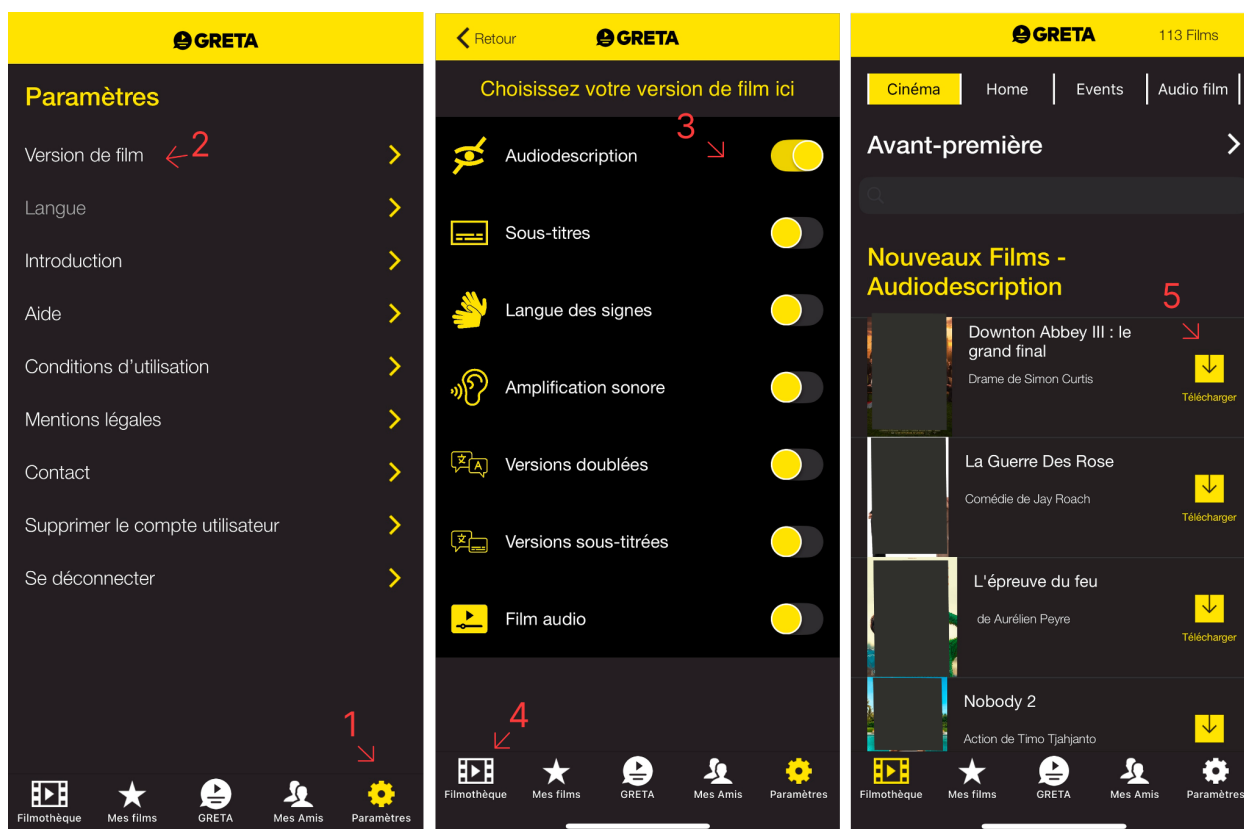 GRETA
Paramètres
Version de film
2
Langue
Introduction
Aide
Conditions d'utilisation
Mentions légales
Contact
Supprimer le compte utilisateur
Se déconnecter
1
Filmothèque
Mes films
GRETA
Mes Amis
Paramètres
Retour
GRETA
Choisissez votre version de film ici
3
Audiodescription
Sous-titres
Langue des signes
Amplification sonore
Versions doublées
Versions sous-titrées
Film audio
4
Filmothèque
Mes films
GRETA
Mes Amis
Paramètres
GRETA
113 Films
Cinéma
Home
Events
Audio film
Avant-première
Nouveaux Films -
Audiodescription
5
Downton Abbey III : le
grand final
Drame de Simon Curtis
Télécharger
La Guerre Des Rose
Comédie de Jay Roach
Télécharger
L'épreuve du feu
de Aurélien Peyre
Télécharger
Nobody 2
Action de Timo Tjahjanto
Filmothèque
Mes films
GRETA
Mes Amis
Paramètres